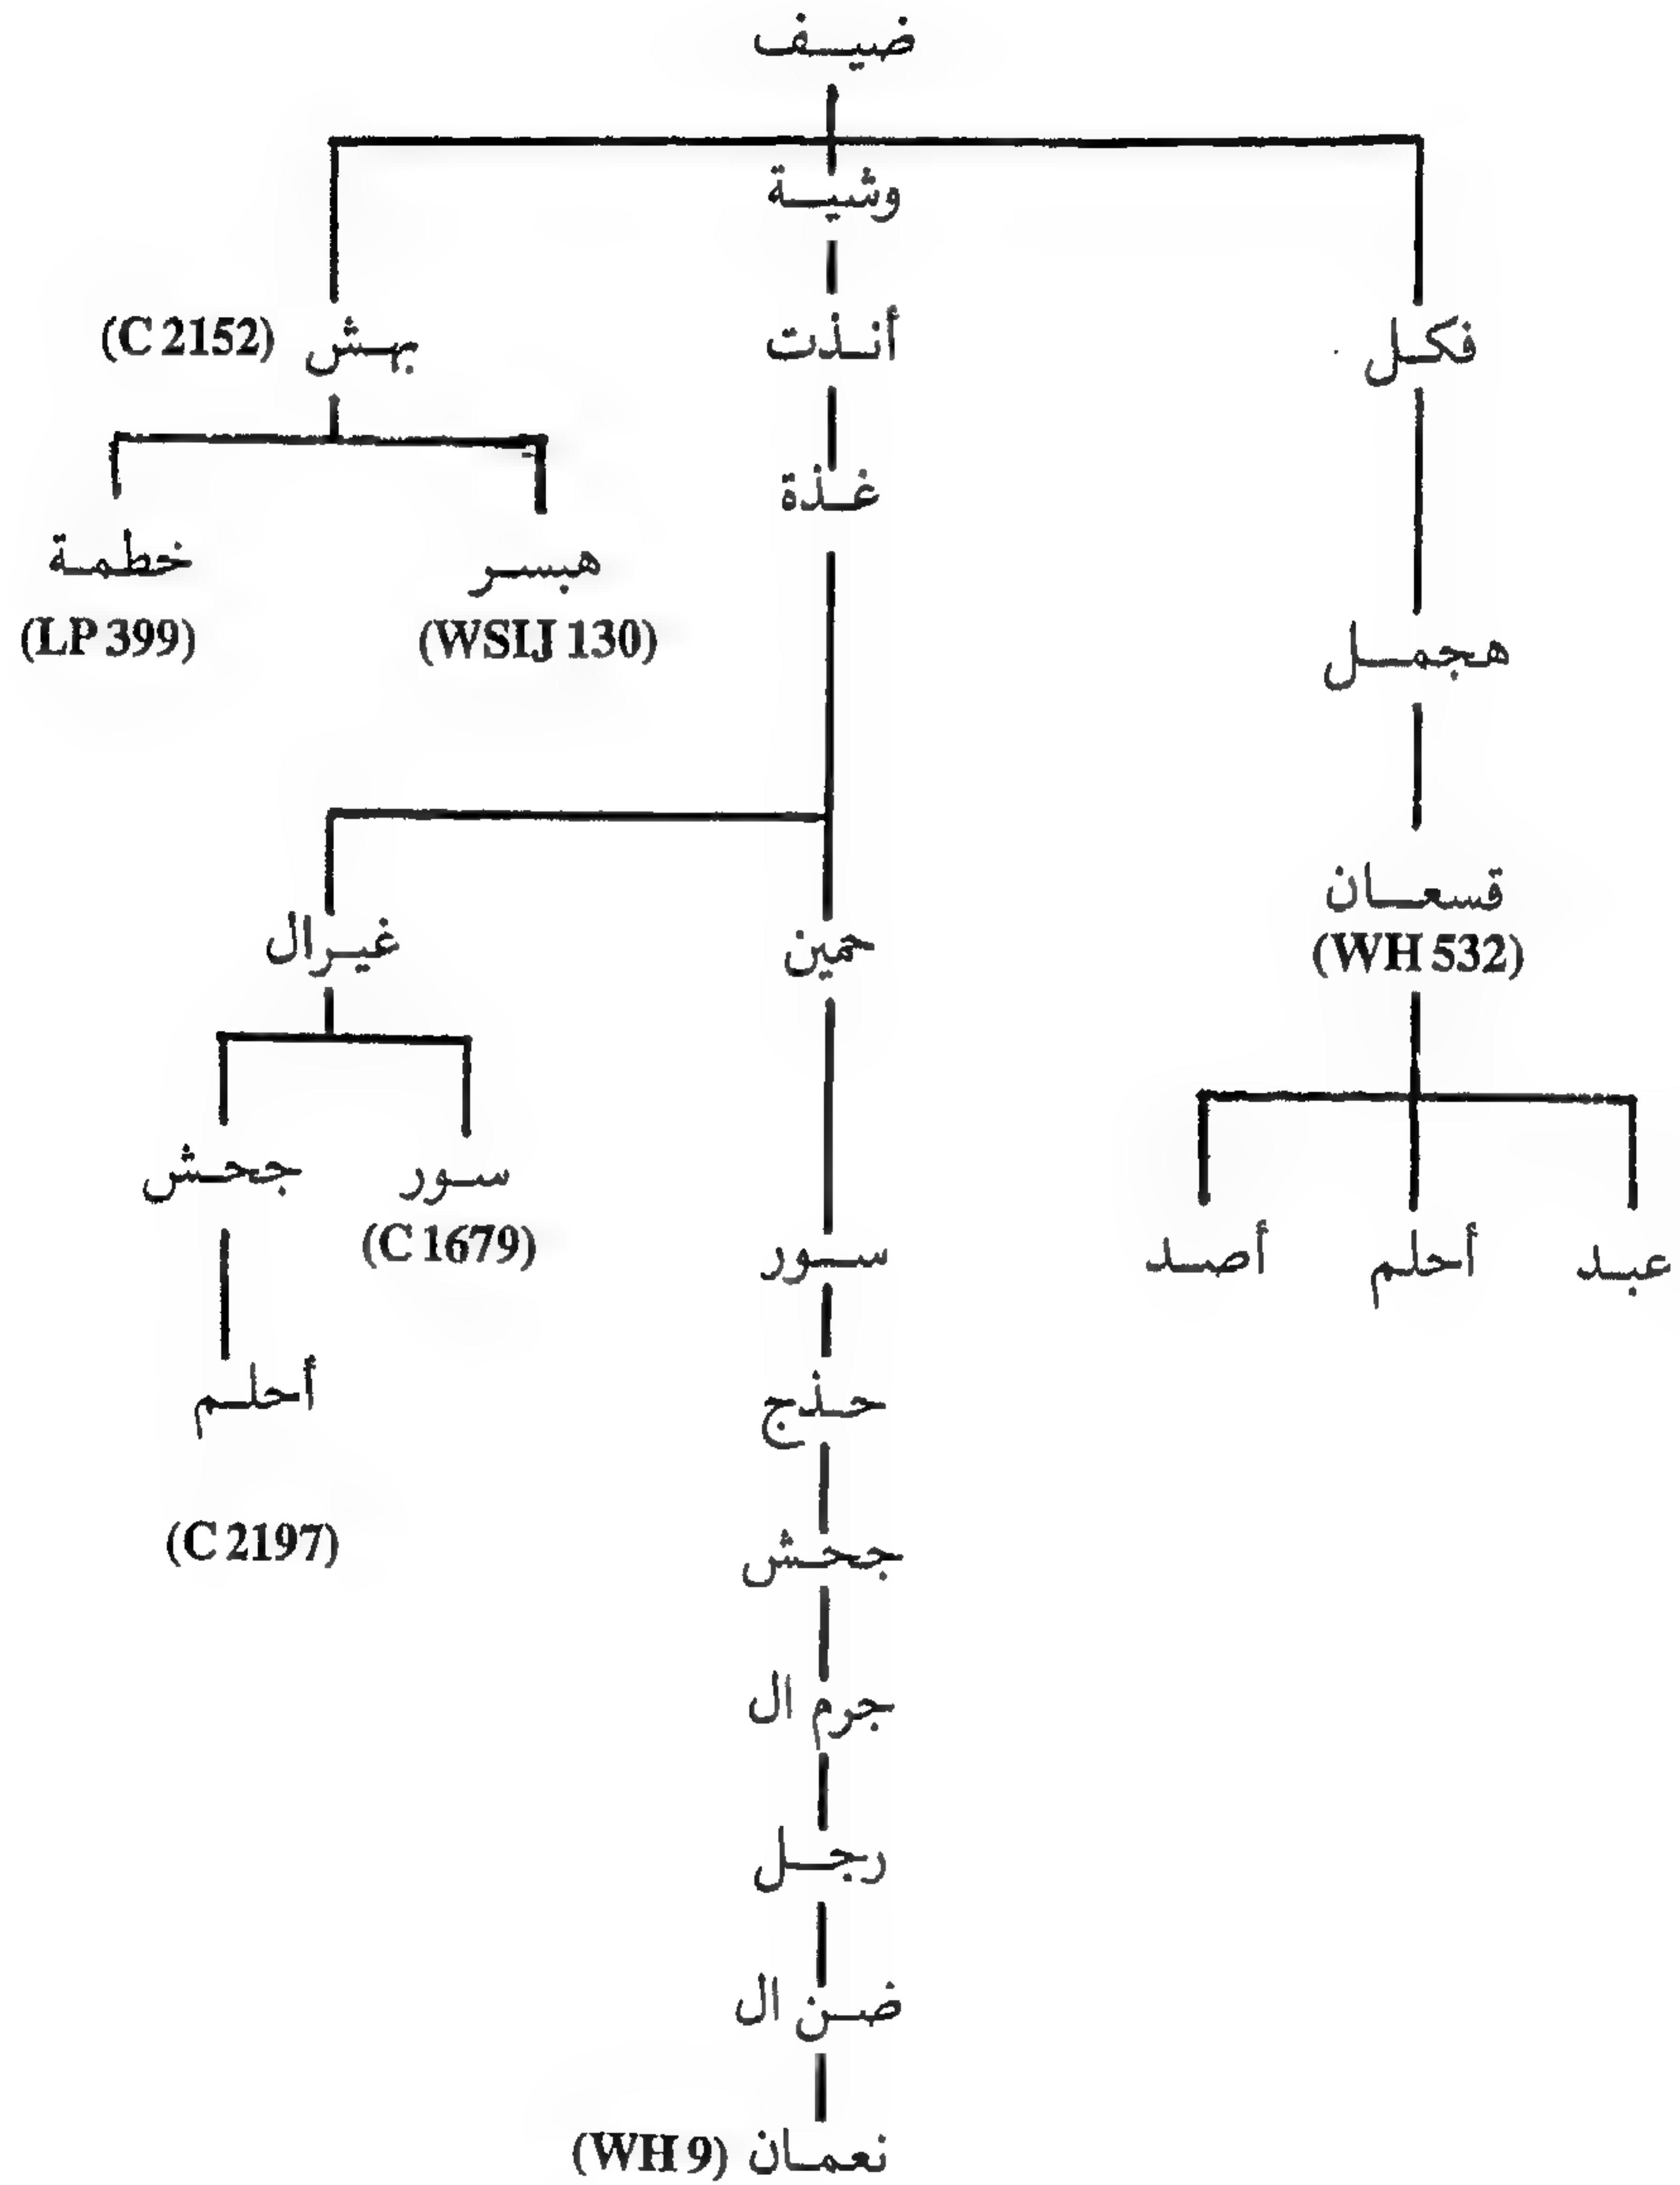 ضيف
وشية
فكل
أنذت
بهش (C 2152)
غذة
هبسر
خطمة
(WSIJ 130)
(LP 399)
هجمل
قسعان
(WH 532)
حمين
غيرال
عبد
أحلم
أصد
سور
سور
(C 1679)
جحش
أحلم
(C 2197)
حذج
جحش
جرم ال
رجل
ضن ال
نعمان (WH 9)